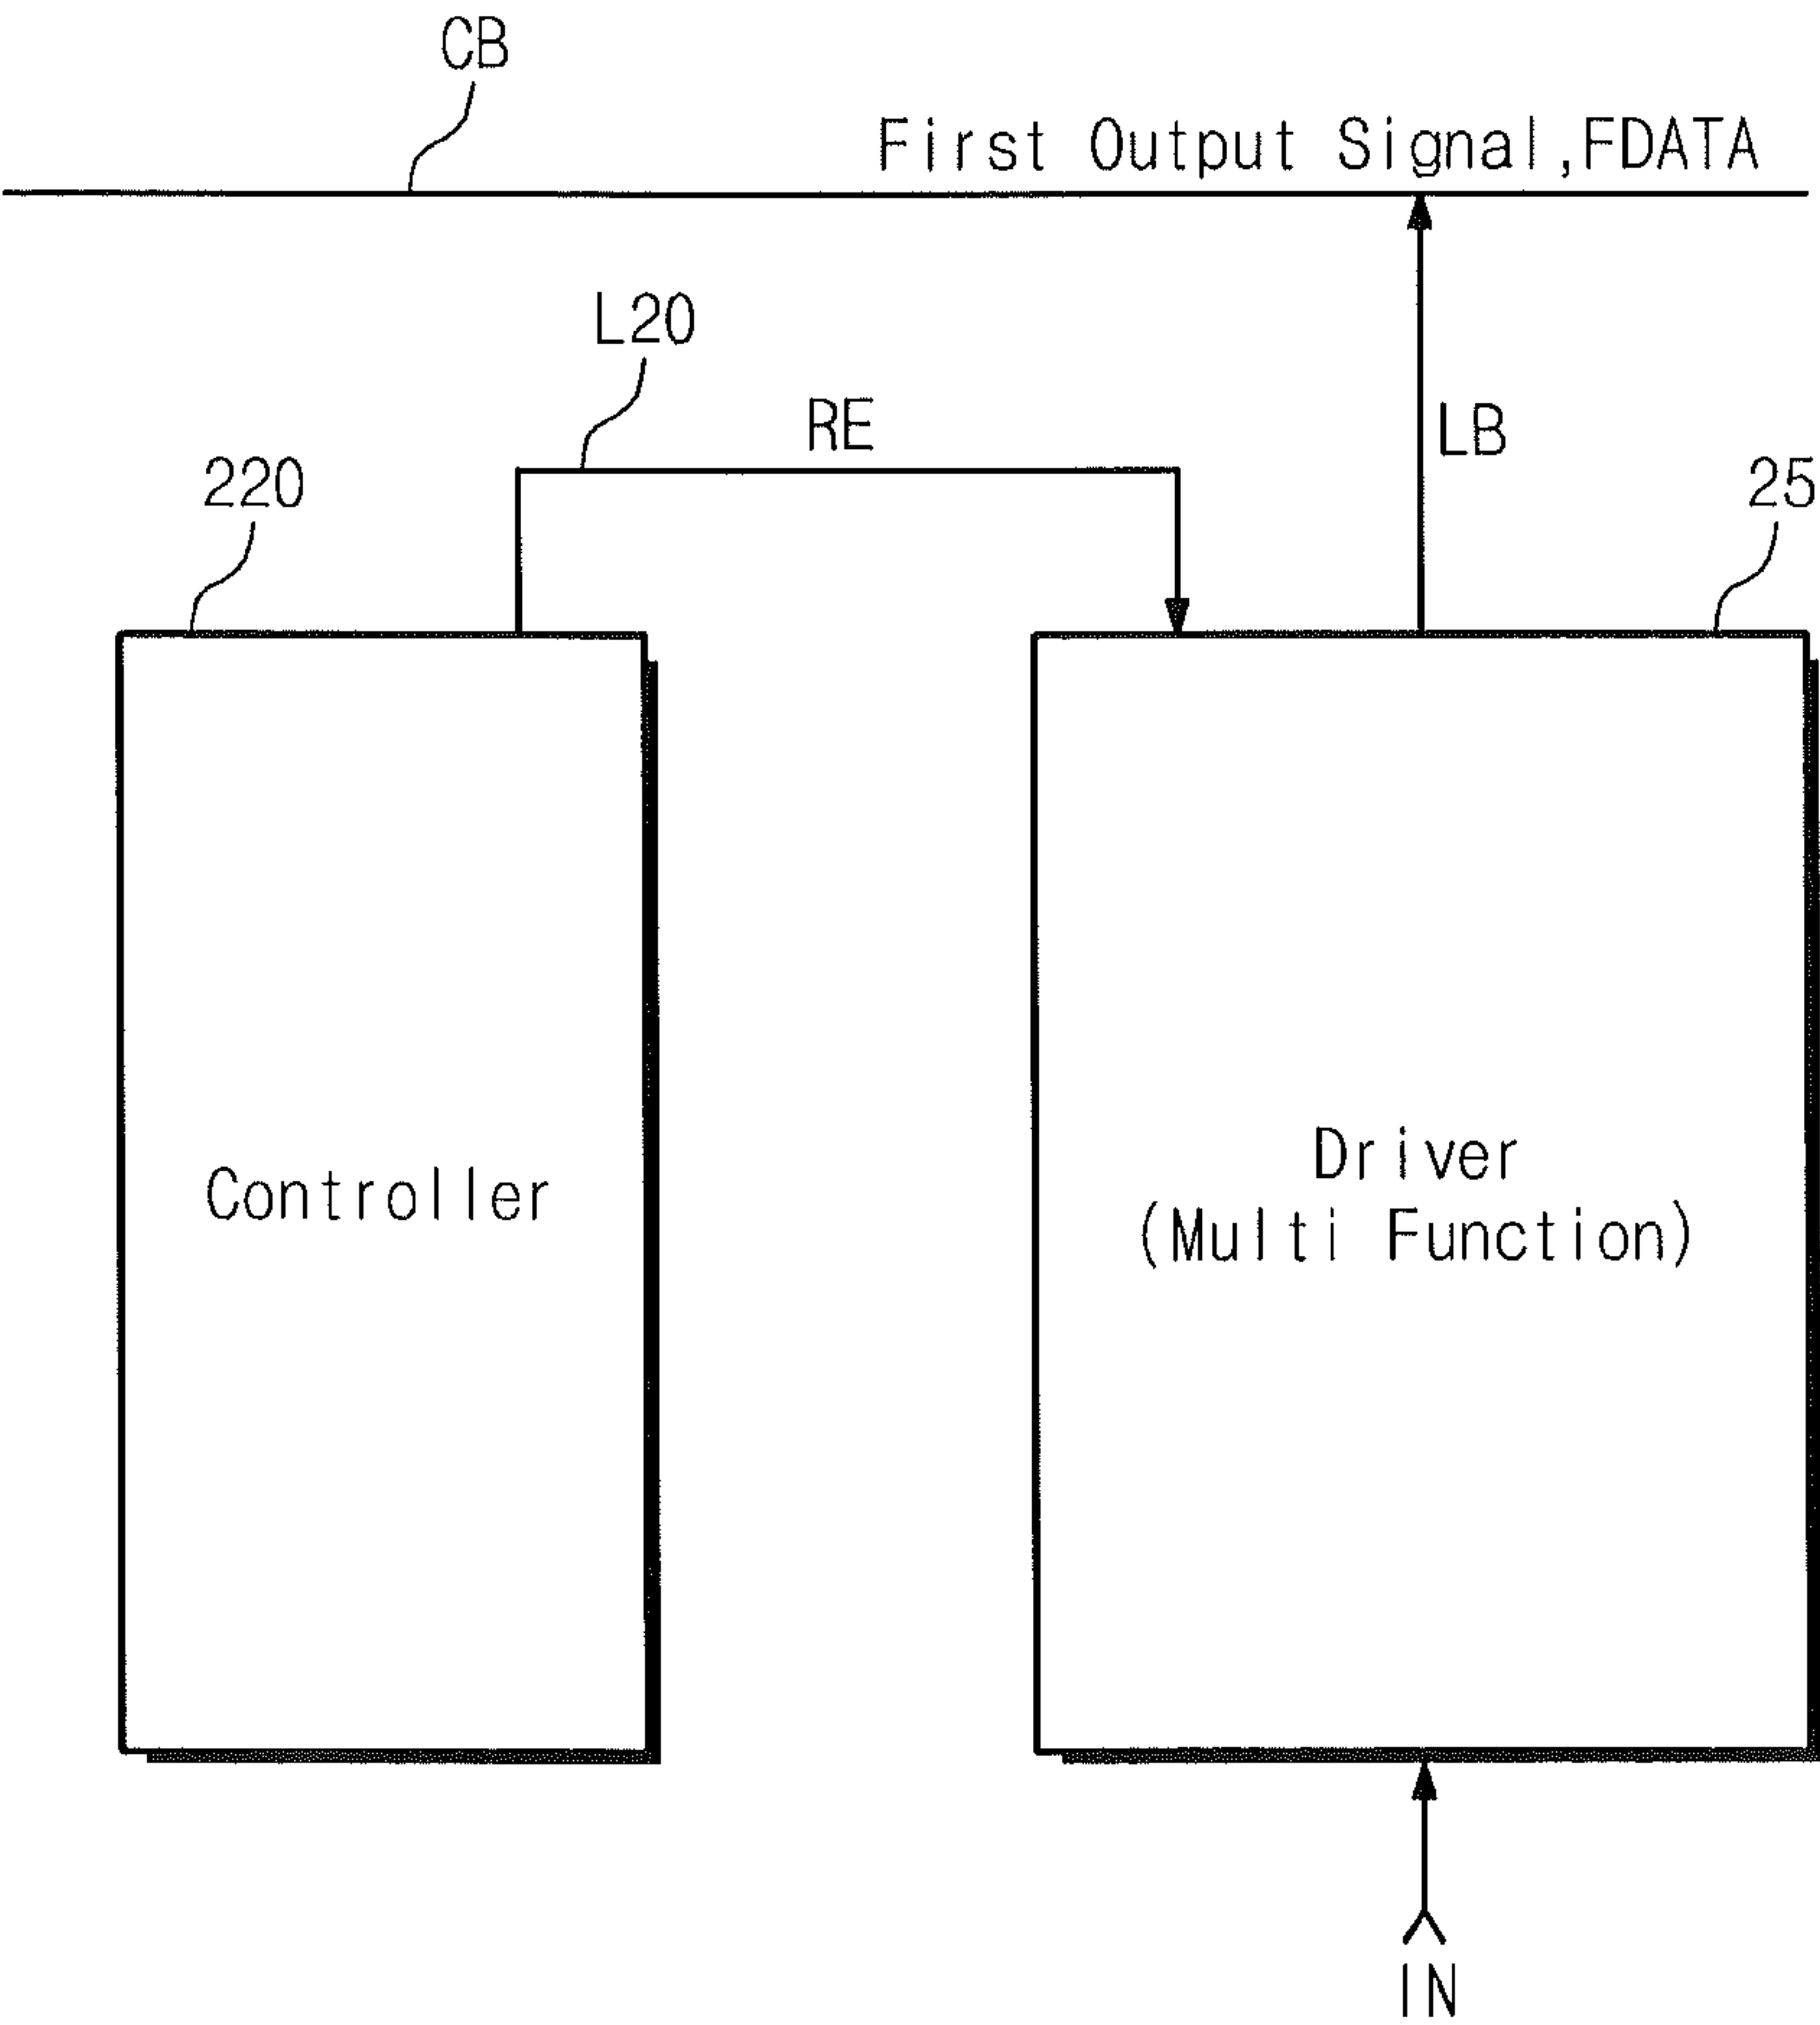 CB
First Output Signal,FDATA
L20
RE
LB
220
25
Controller
Driver
(Multi Function)
IN